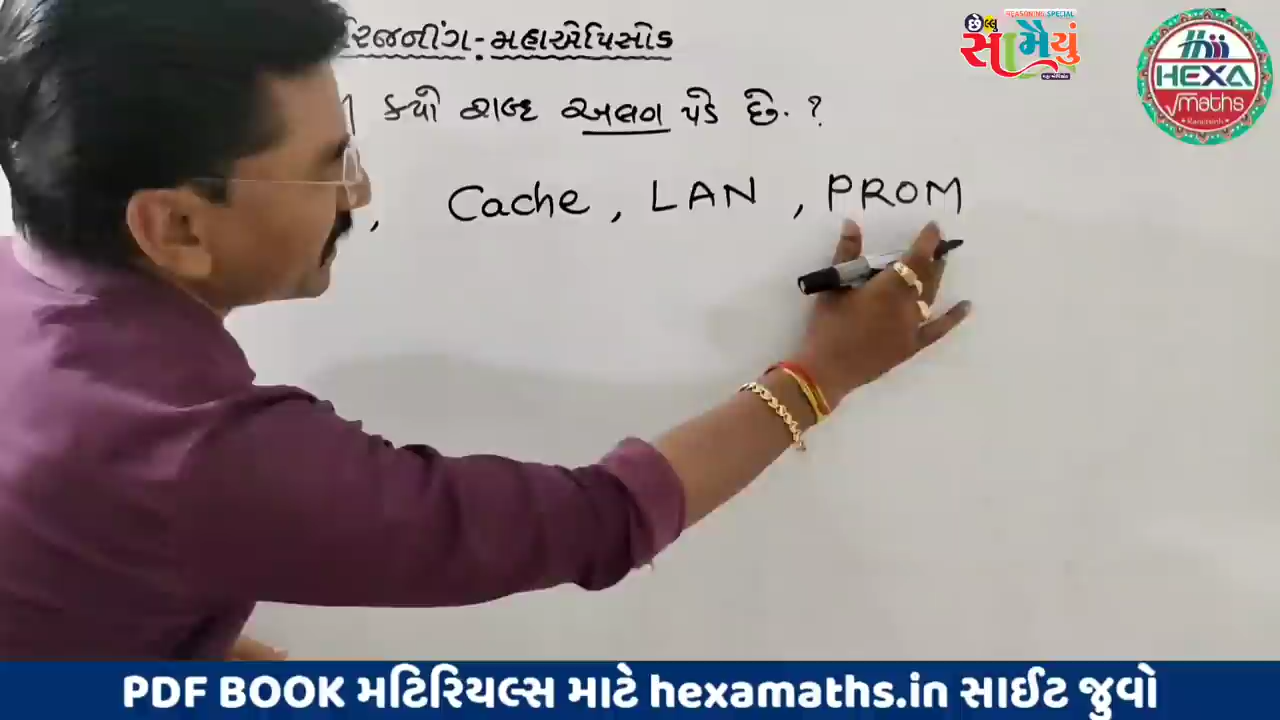 રિજનીંગ:-મહાએપિસોડ
REASONING SPECIAL
છેલ્લુ
સામૈયું
HEXA
maths
કયો શબ્દ અલગ પડે છે. ?
, Cache, LAN, PROM
PDF BOOK મટિરિયલ્સ માટે hexamaths.in સાઈટ જુવો